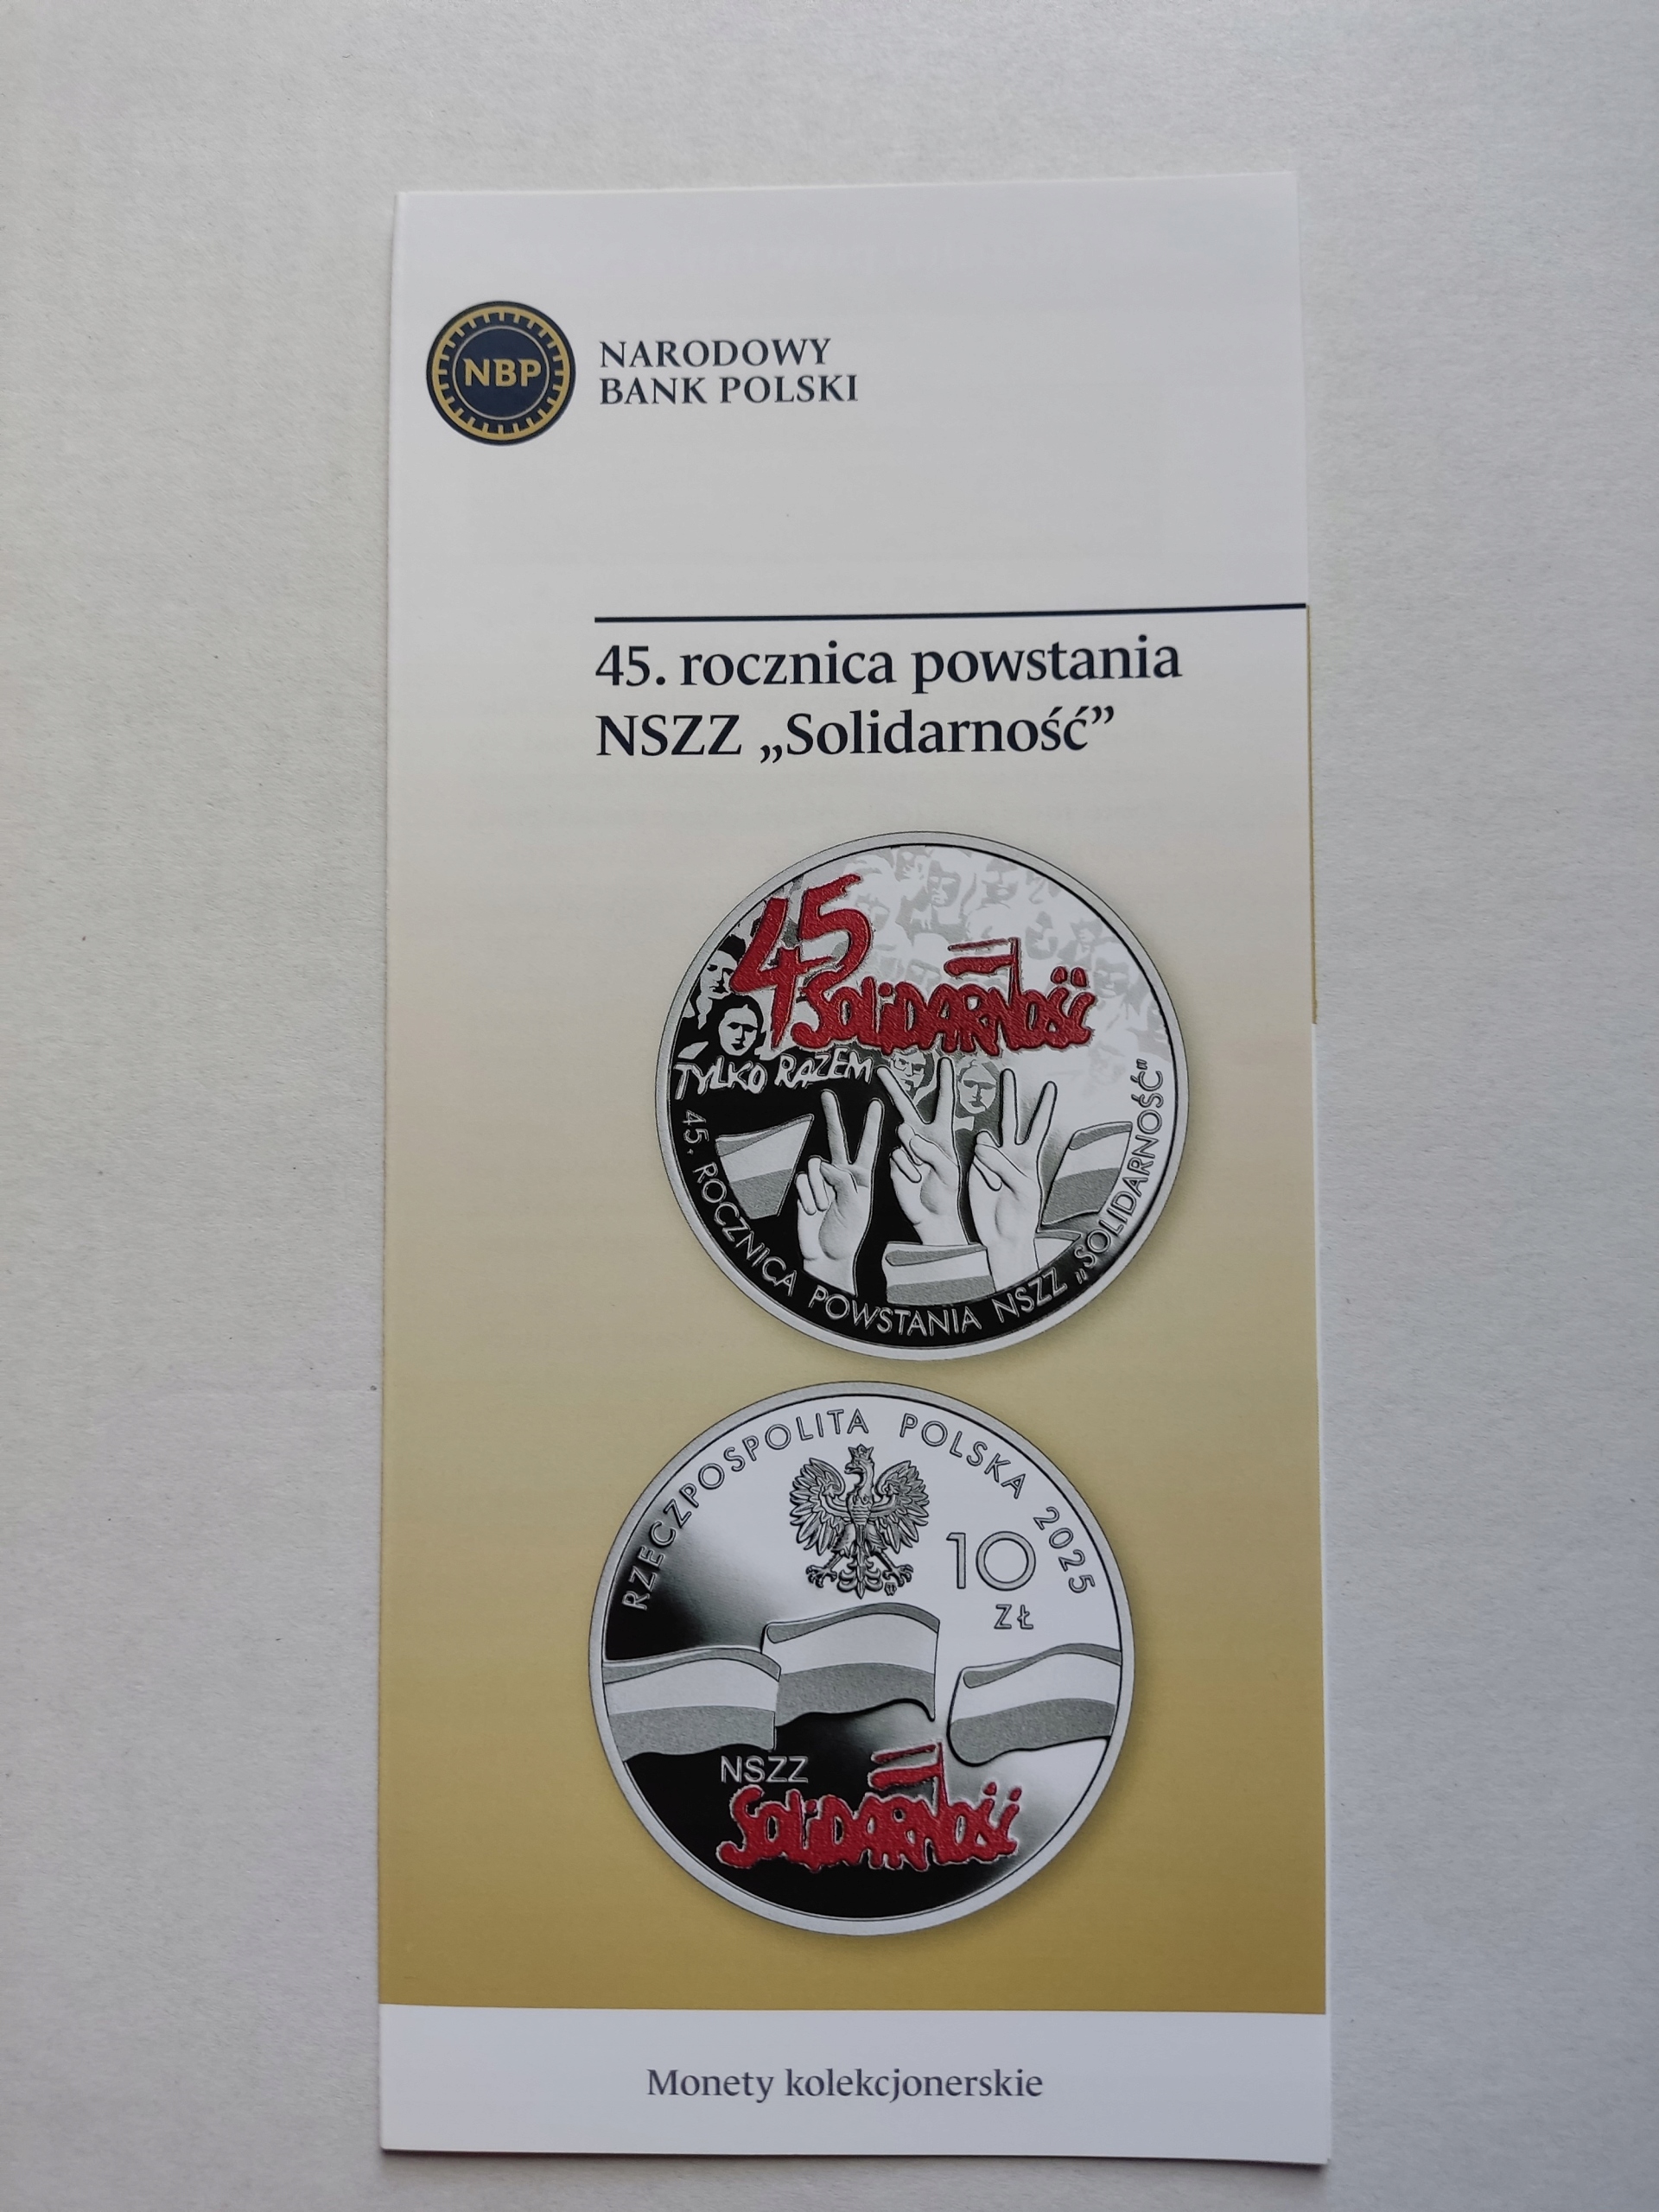 NBP
NARODOWY
BANK POLSKI
45. rocznica powstania
NSZZ „Solidarność”
45
SOLIDARNOŚĆ
TYLKO RAZEM
45. ROCZNICA POWSTANIA NSZZ „SOLIDARNOŚĆ”
RZECZPOSPOLITA POLSKA 2025
10
ZŁ
NSZZ
SOLIDARNOŚĆ
Monety kolekcjonerskie